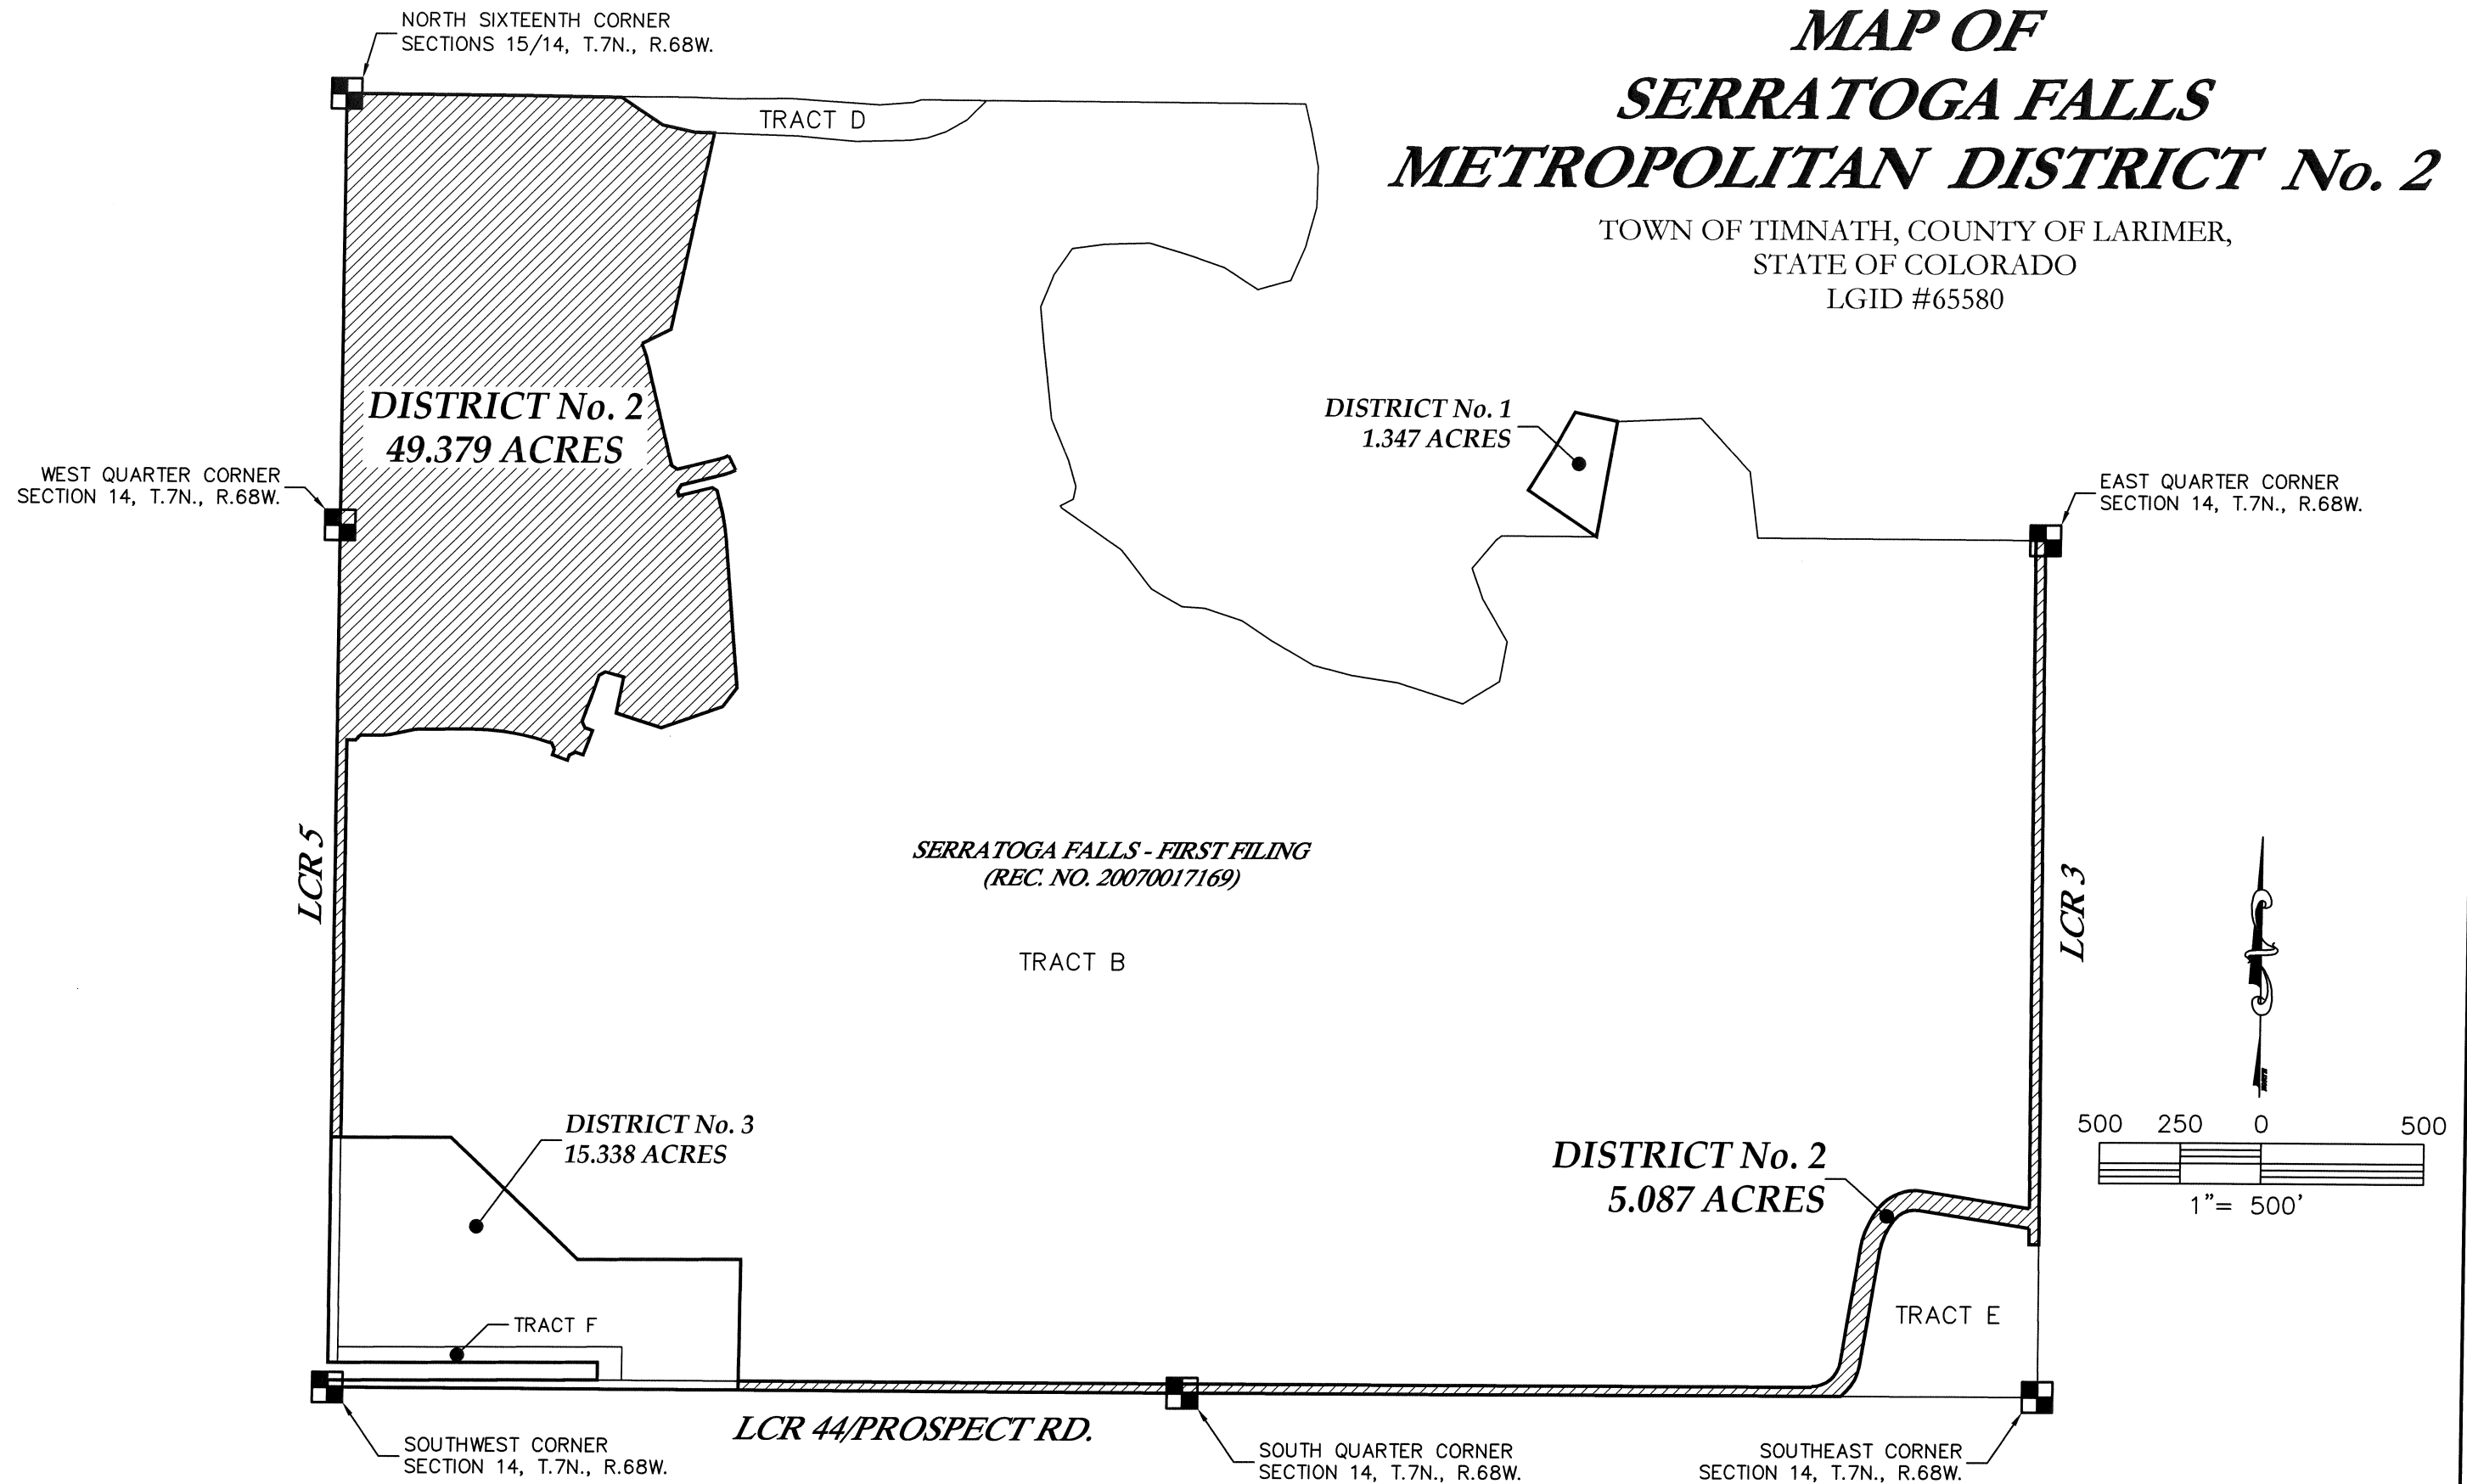 MAP OF
SERRATOGA FALLS
METROPOLITAN DISTRICT No. 2
TOWN OF TIMNATH, COUNTY OF LARIMER,
STATE OF COLORADO
LGID #65580
NORTH SIXTEENTH CORNER
SECTIONS 15/14, T.7N., R.68W.
TRACT D
DISTRICT No. 2
49.379 ACRES
DISTRICT No. 1
1.347 ACRES
WEST QUARTER CORNER
SECTION 14, T.7N., R.68W.
EAST QUARTER CORNER
SECTION 14, T.7N., R.68W.
LCR 5
SERRATOGA FALLS - FIRST FILING
(REC. NO. 20070017169)
TRACT B
LCR 3
DISTRICT No. 3
15.338 ACRES
DISTRICT No. 2
5.087 ACRES
500 250 0 500
1"= 500'
TRACT F
TRACT E
LCR 44/PROSPECT RD.
SOUTHWEST CORNER
SECTION 14, T.7N., R.68W.
SOUTH QUARTER CORNER
SECTION 14, T.7N., R.68W.
SOUTHEAST CORNER
SECTION 14, T.7N., R.68W.